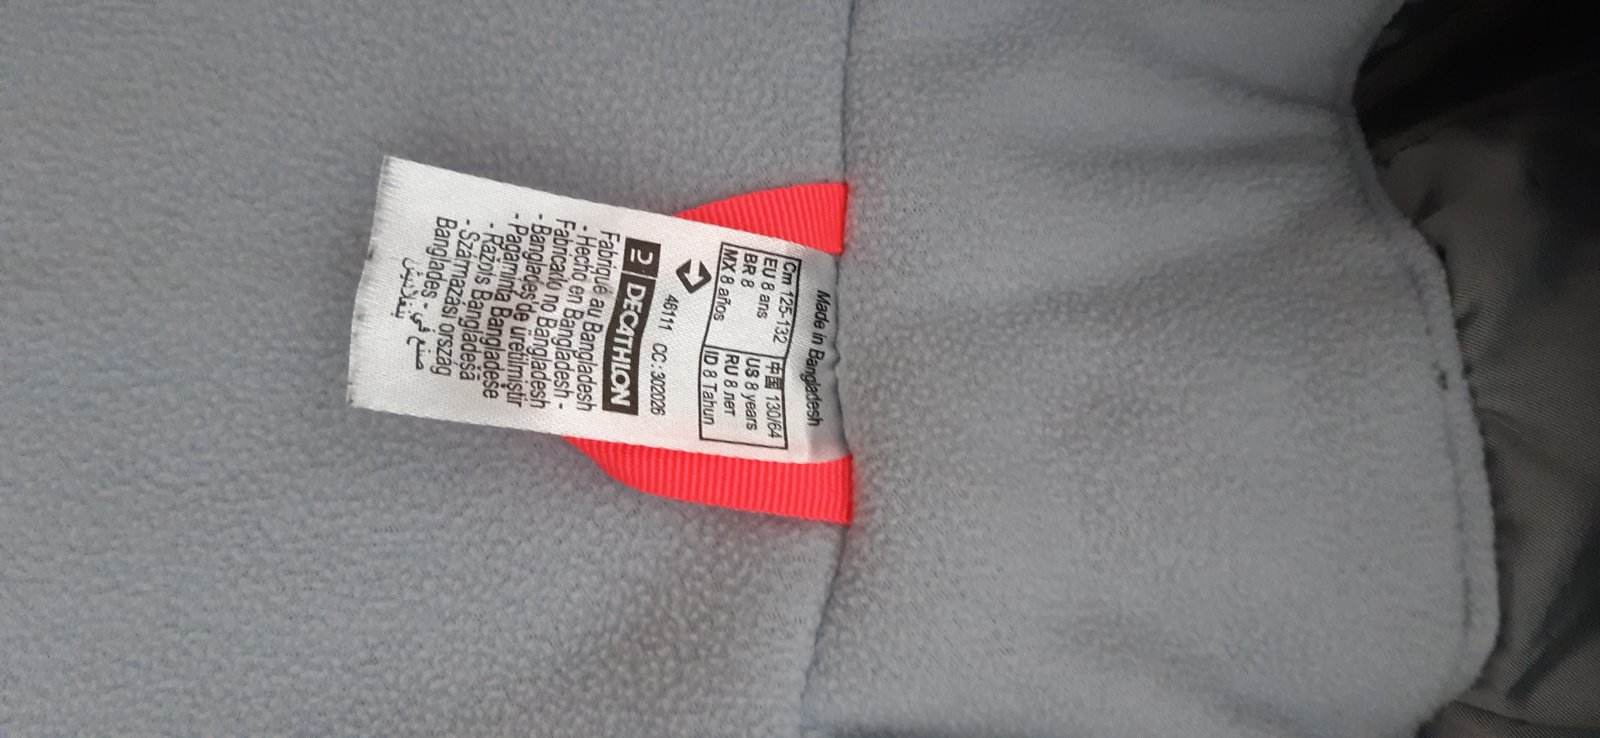 Made in Bangladesh
Cm 125-132 中国 130/64
EU 8 ans US 8 years
BR 8 RU 8 лет
MX 8 años ID 8 Tahun
46111 CC: 302026
DECATHLON
Fabriqué au Bangladesh
- Hecho en Bangladesh -
Fabricado no Bangladesh
- Bangladeş'de üretilmiştir
- Pagaminta Bangladeše
- Ražots Bangladešā
- Származási ország
Banglades - صنع في
بنغلاديش